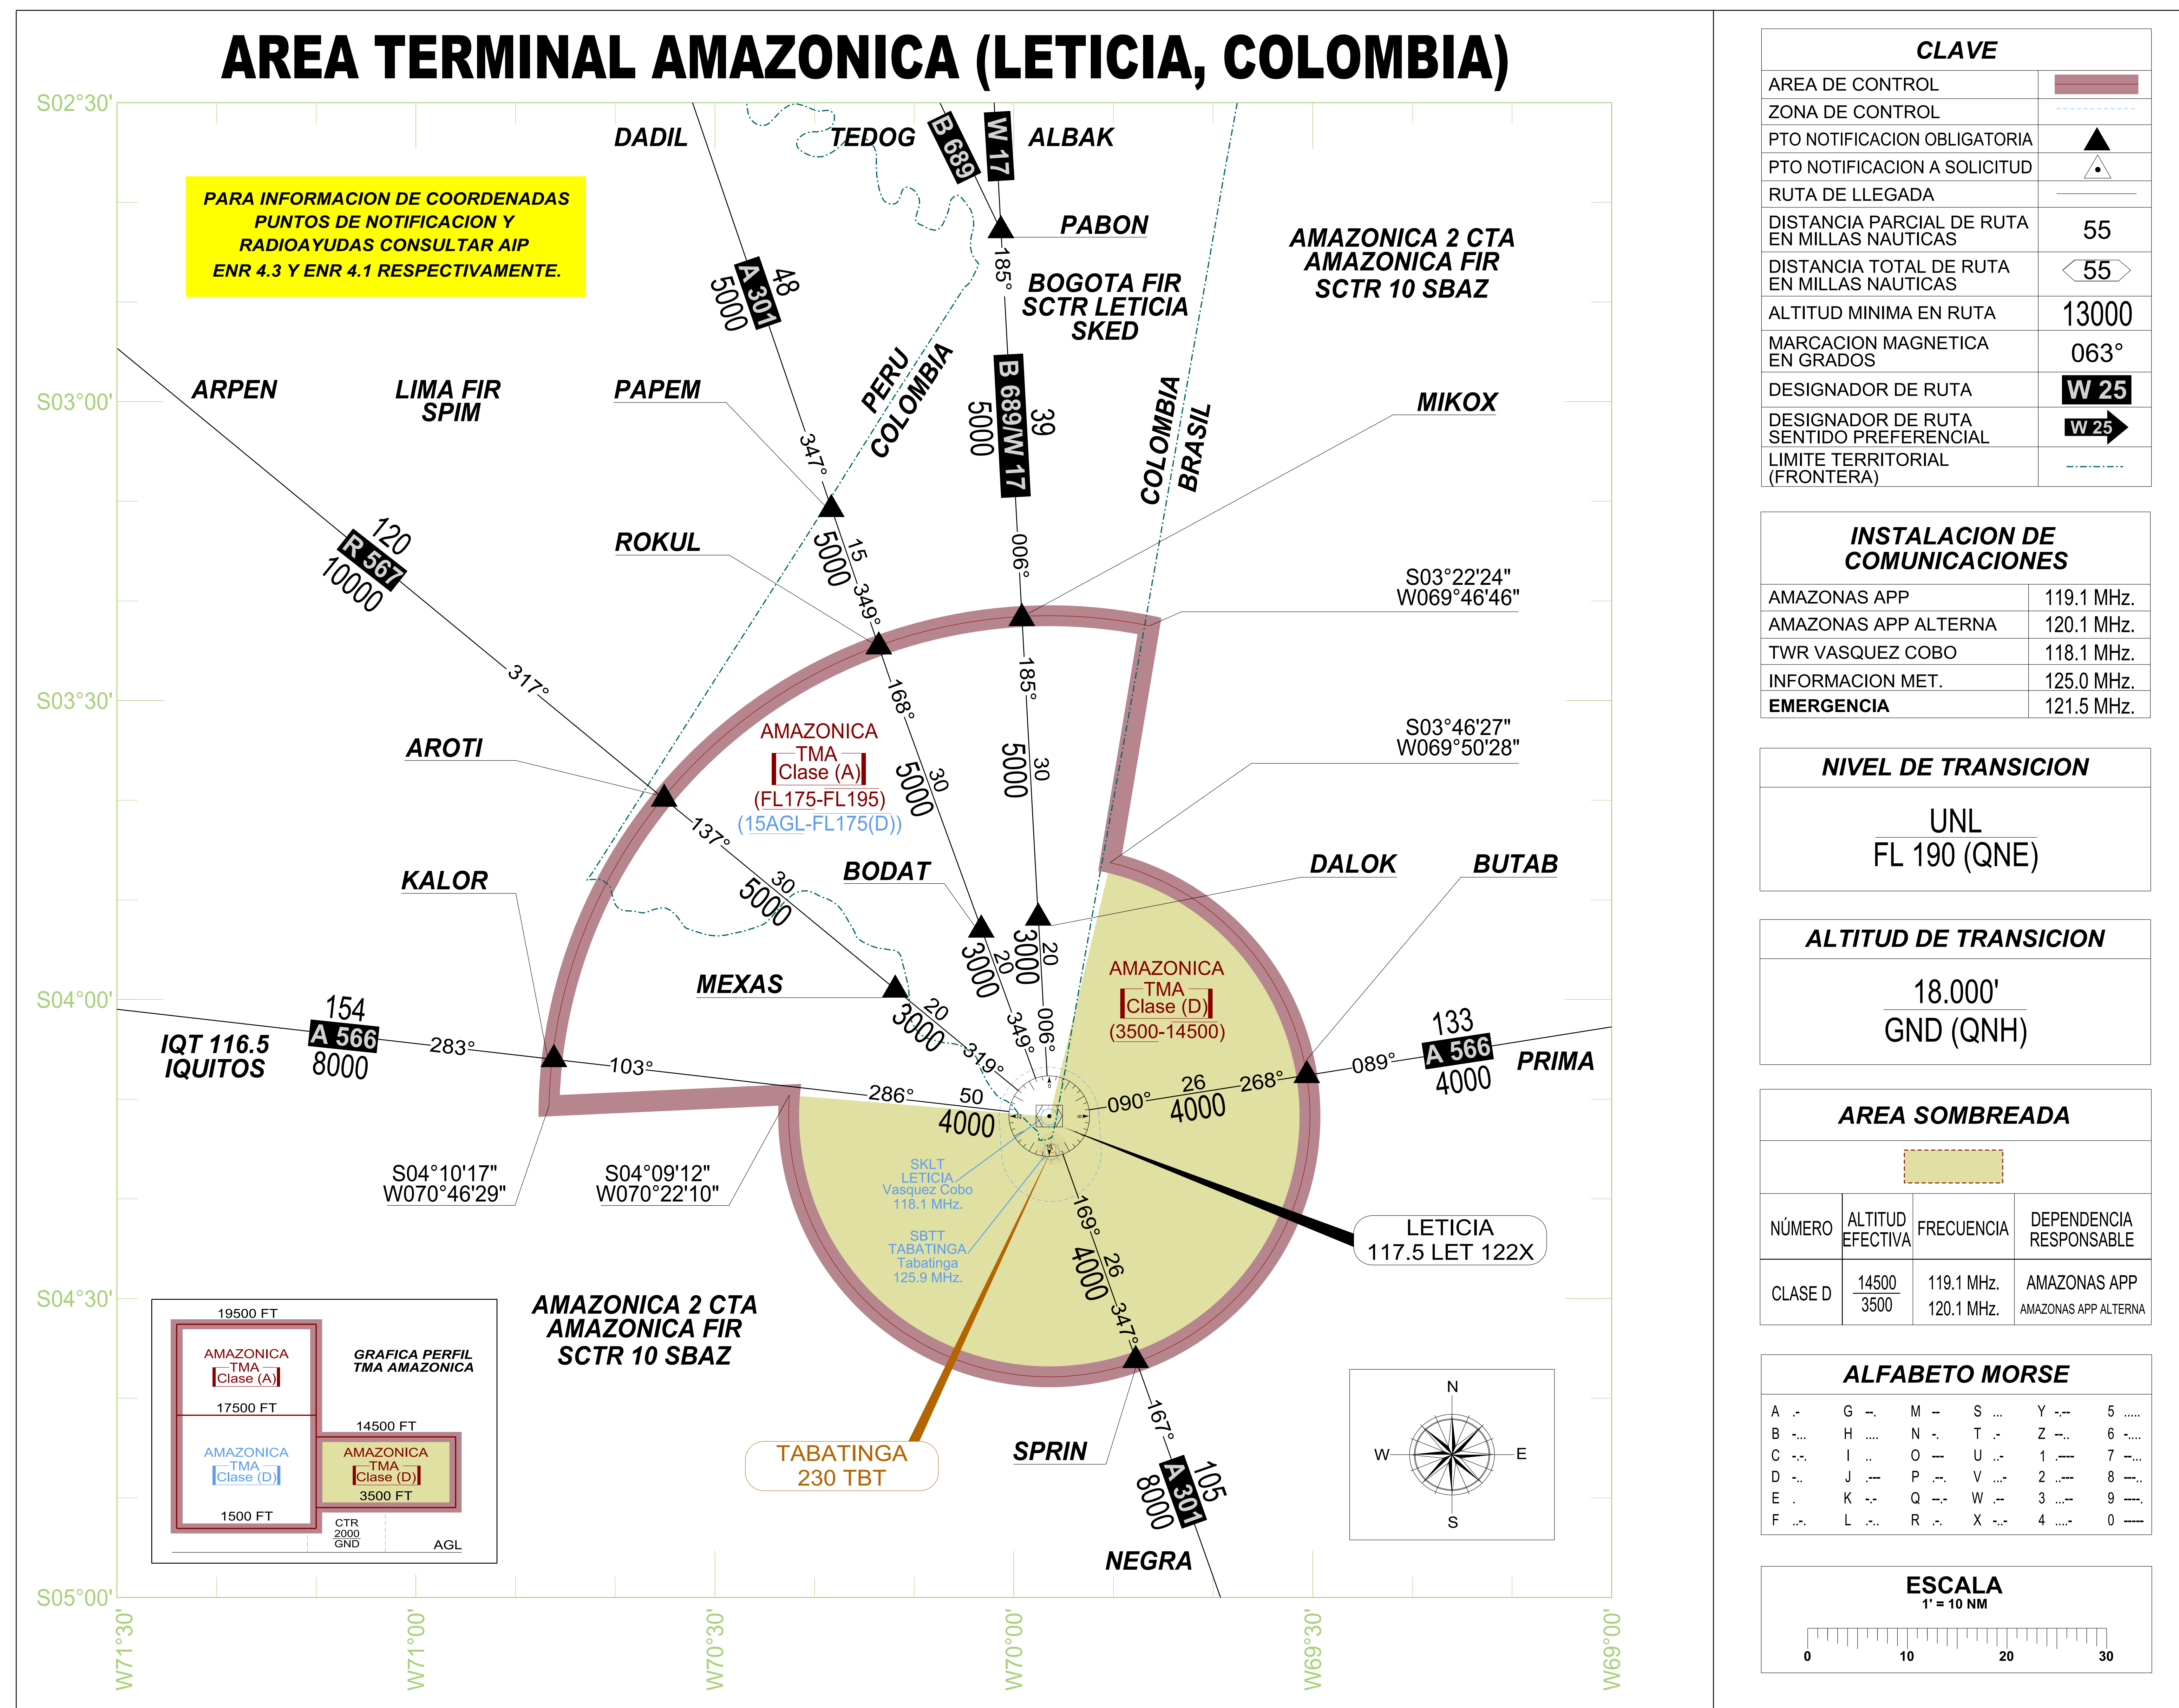 AREA TERMINAL AMAZONICA (LETICIA, COLOMBIA)
S02°30'
S03°00'
S03°30'
S04°00'
S04°30'
S05°00'
W71°30'
W71°00'
W70°30'
W70°00'
W69°30'
W69°00'
PARA INFORMACION DE COORDENADAS
PUNTOS DE NOTIFICACION Y
RADIOAYUDAS CONSULTAR AIP
ENR 4.3 Y ENR 4.1 RESPECTIVAMENTE.
DADIL
TEDOG
B 689
W 17
ALBAK
PABON
185°
AMAZONICA 2 CTA
AMAZONICA FIR
SCTR 10 SBAZ
BOGOTA FIR
SCTR LETICIA
SKED
48
A 301
5000
PERU
COLOMBIA
COLOMBIA
BRASIL
39
B 689/W 17
5000
ARPEN
LIMA FIR
SPIM
PAPEM
MIKOX
347°
ROKUL
15
5000
349°
006°
120
R 567
10000
317°
S03°22'24"
W069°46'46"
168°
185°
S03°46'27"
W069°50'28"
AMAZONICA
TMA
Clase (A)
(FL175-FL195)
(15AGL-FL175(D))
30
5000
30
5000
AROTI
137°
30
5000
KALOR
BODAT
DALOK
BUTAB
MEXAS
20
3000
20
3000
20
3000
319°
349°
006°
AMAZONICA
TMA
Clase (D)
(3500-14500)
154
A 566
8000
IQT 116.5
IQUITOS
283°
103°
286°
50
4000
090°
26
4000
268°
089°
133
A 566
4000
PRIMA
S04°10'17"
W070°46'29"
S04°09'12"
W070°22'10"
SKLT
LETICIA
Vasquez Cobo
118.1 MHz.
SBTT
TABATINGA
Tabatinga
125.9 MHz.
LETICIA
117.5 LET 122X
169°
26
4000
347°
AMAZONICA 2 CTA
AMAZONICA FIR
SCTR 10 SBAZ
TABATINGA
230 TBT
SPRIN
167°
105
A 301
8000
NEGRA
N
W
E
S
19500 FT
AMAZONICA
TMA
Clase (A)
GRAFICA PERFIL
TMA AMAZONICA
17500 FT
14500 FT
AMAZONICA
TMA
Clase (D)
AMAZONICA
TMA
Clase (D)
3500 FT
1500 FT
CTR
2000
GND
AGL
CLAVE
AREA DE CONTROL
ZONA DE CONTROL
PTO NOTIFICACION OBLIGATORIA
PTO NOTIFICACION A SOLICITUD
RUTA DE LLEGADA
DISTANCIA PARCIAL DE RUTA
EN MILLAS NAUTICAS
55
DISTANCIA TOTAL DE RUTA
EN MILLAS NAUTICAS
55
ALTITUD MINIMA EN RUTA 13000
MARCACION MAGNETICA
EN GRADOS
063°
DESIGNADOR DE RUTA W 25
DESIGNADOR DE RUTA
SENTIDO PREFERENCIAL
W 25
LIMITE TERRITORIAL
(FRONTERA)
INSTALACION DE
COMUNICACIONES
AMAZONAS APP 119.1 MHz.
AMAZONAS APP ALTERNA 120.1 MHz.
TWR VASQUEZ COBO 118.1 MHz.
INFORMACION MET. 125.0 MHz.
EMERGENCIA 121.5 MHz.
NIVEL DE TRANSICION
UNL
FL 190 (QNE)
ALTITUD DE TRANSICION
18.000'
GND (QNH)
AREA SOMBREADA
NÚMERO
ALTITUD
EFECTIVA
FRECUENCIA
DEPENDENCIA
RESPONSABLE
CLASE D
14500
3500
119.1 MHz.
120.1 MHz.
AMAZONAS APP
AMAZONAS APP ALTERNA
ALFABETO MORSE
A .- G --. M -- S ... Y -.-- 5 .....
B -... H .... N -. T .- Z --.. 6 -....
C -.-. I .. O --- U ..- 1 .---- 7 --...
D -.. J .--- P .--. V ...- 2 ..--- 8 ---..
E . K -.- Q --.- W .-- 3 ...-- 9 ----.
F ..-. L .-.. R .-. X -..- 4 ....- 0 -----
ESCALA
1' = 10 NM
0 10 20 30